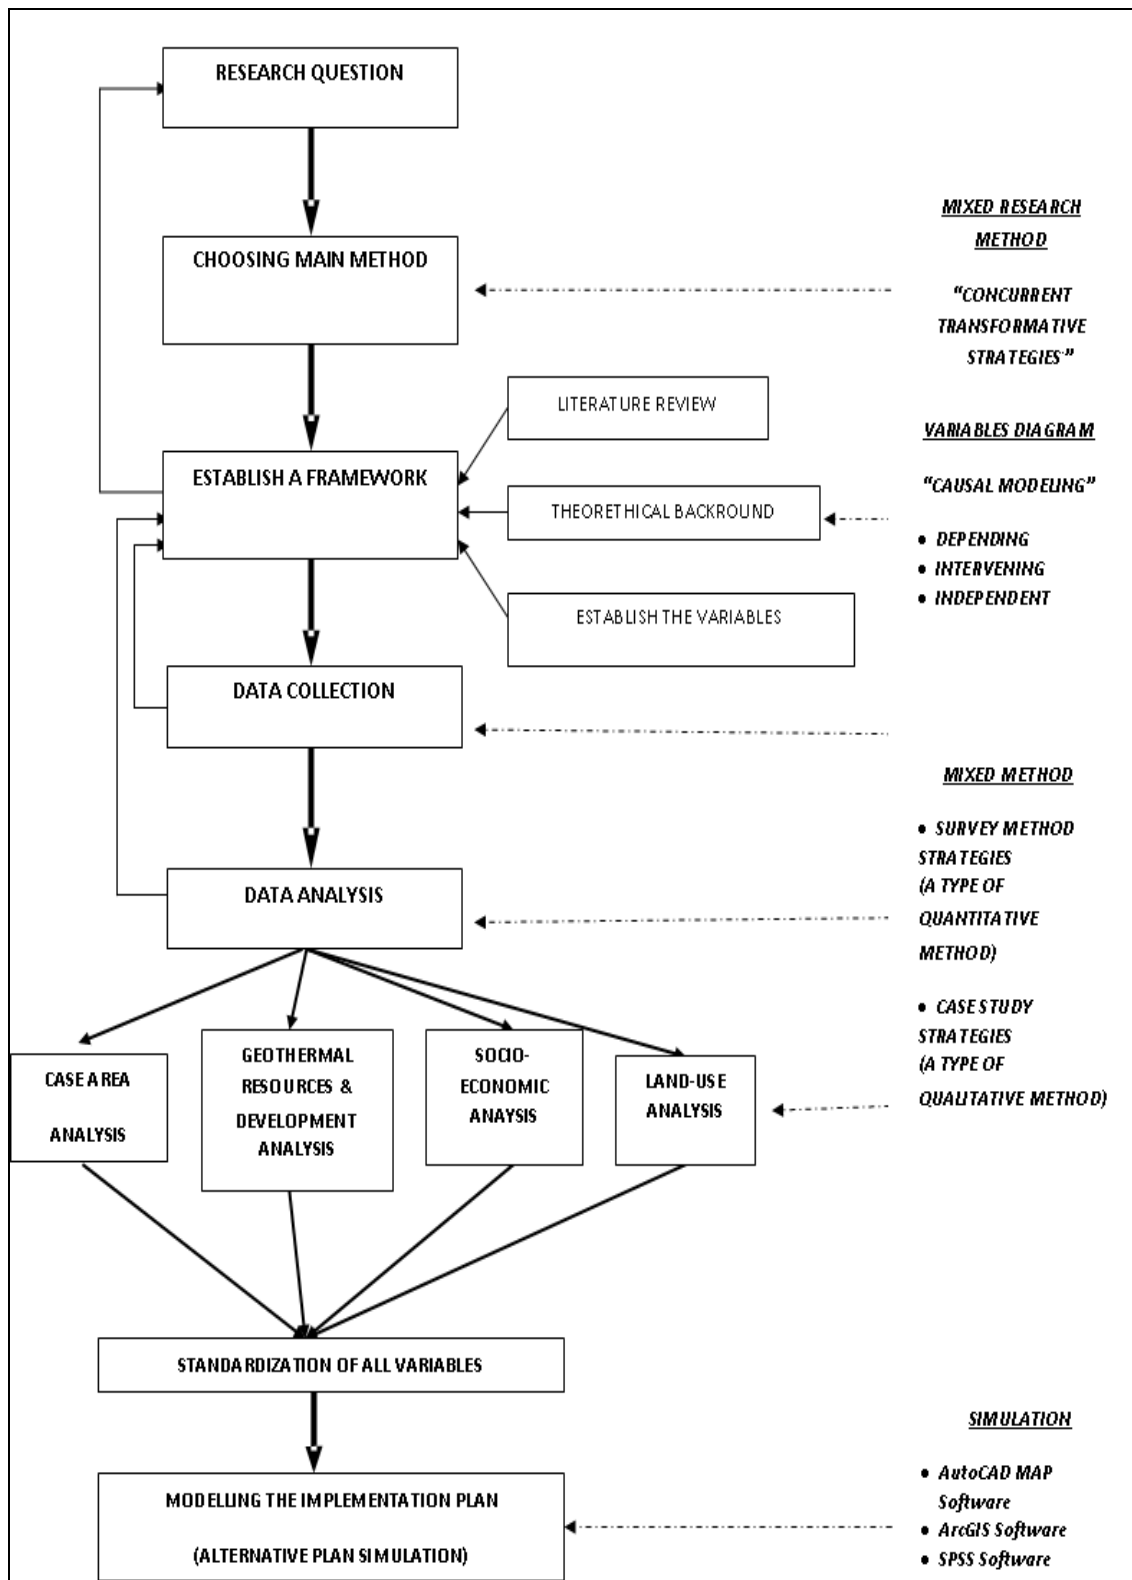 RESEARCH QUESTION
CHOOSING MAIN METHOD
MIXED RESEARCH
METHOD
“CONCURRENT
TRANSFORMATIVE
STRATEGIES”
LITERATURE REVIEW
ESTABLISH A FRAMEWORK
THEORETHICAL BACKROUND
ESTABLISH THE VARIABLES
VARIABLES DIAGRAM
“CAUSAL MODELING”
• DEPENDING
• INTERVENING
• INDEPENDENT
DATA COLLECTION
DATA ANALYSIS
MIXED METHOD
• SURVEY METHOD
STRATEGIES
(A TYPE OF
QUANTITATIVE
METHOD)
• CASE STUDY
STRATEGIES
(A TYPE OF
QUALITATIVE METHOD)
CASE AREA
ANALYSIS
GEOTHERMAL
RESOURCES &
DEVELOPMENT
ANALYSIS
SOCIO-
ECONOMIC
ANAYSIS
LAND-USE
ANALYSIS
STANDARDIZATION OF ALL VARIABLES
MODELLING THE IMPLEMENTATION PLAN
(ALTERNATIVE PLAN SIMULATION)
SIMULATION
• AutoCAD MAP
Software
• ArcGIS Software
• SPSS Software